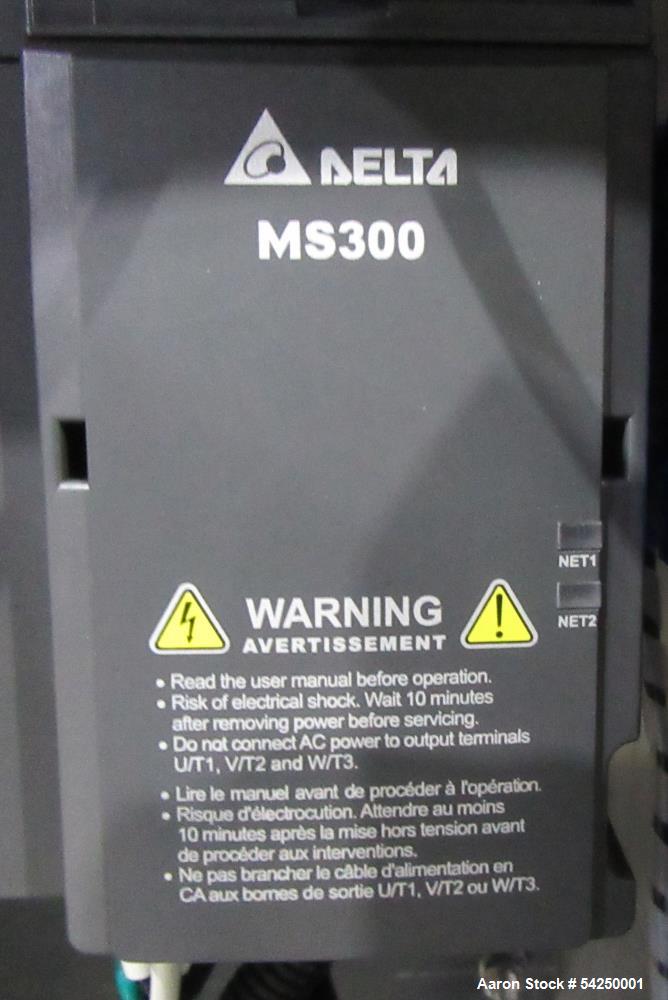 DELTA
MS300
NET1
WARNING
AVERTISSEMENT
NET2
• Read the user manual before operation.
• Risk of electrical shock. Wait 10 minutes
after removing power before servicing.
• Do not connect AC power to output terminals
U/T1, V/T2 and W/T3.
• Lire le manuel avant de procéder à l'opération.
• Risque d'électrocution. Attendre au moins
10 minutes après la mise hors tension avant
de procéder aux interventions.
• Ne pas brancher le câble d'alimentation en
CA aux bornes de sortie U/T1, V/T2 ou W/T3.
Aaron Stock # 54250001